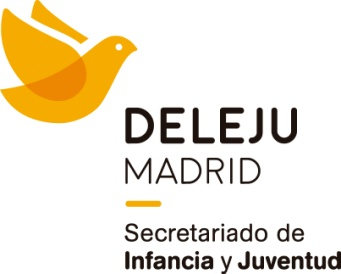 DELEJU
MADRID
Secretariado de
Infancia y Juventud